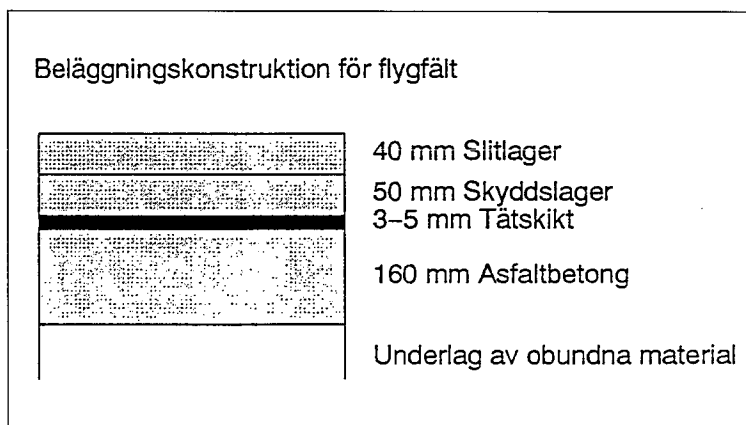 Beläggningskonstruktion för flygfält
40 mm Slitlager
50 mm Skyddslager
3–5 mm Tätskikt
160 mm Asfaltbetong
Underlag av obundna material